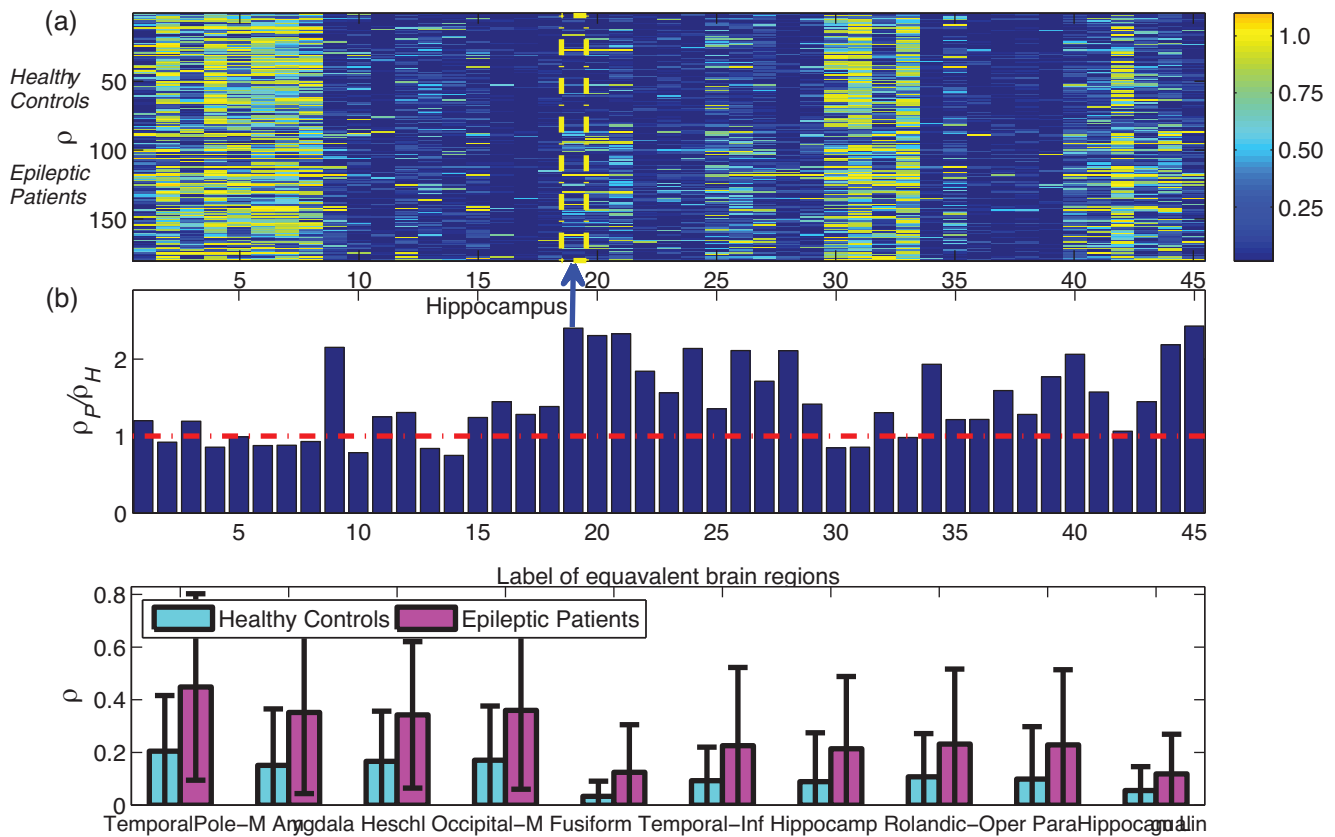 (a)
Healthy
Controls
ρ
Epileptic
Patients
50
100
150
1.0
0.75
0.50
0.25
5 10 15 20 25 30 35 40 45
(b)
Hippocampus
ρP/ρH
2
1
0
5 10 15 20 25 30 35 40 45
Label of equavalent brain regions
0.8
0.6
0.4
0.2
0
ρ
Healthy Controls Epileptic Patients
TemporalPole-M Amygdala Heschl Occipital-M Fusiform Temporal-Inf Hippocamp Rolandic-Oper ParaHippocam